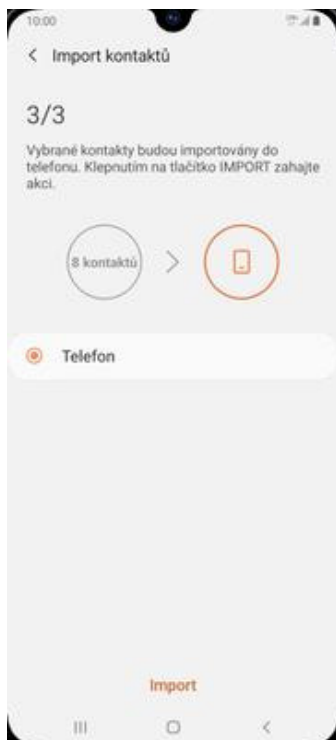 10:00
Import kontaktů
3/3
Vybrané kontakty budou importovány do
telefonu. Klepnutím na tlačítko IMPORT zahajte
akci.
8 kontaktů
Telefon
Import